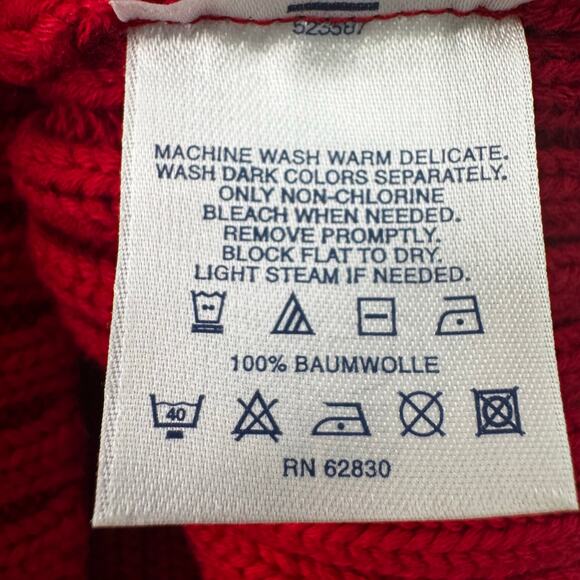 523587
MACHINE WASH WARM DELICATE.
WASH DARK COLORS SEPARATELY.
ONLY NON-CHLORINE
BLEACH WHEN NEEDED.
REMOVE PROMPTLY.
BLOCK FLAT TO DRY.
LIGHT STEAM IF NEEDED.
100% BAUMWOLLE
40
RN 62830